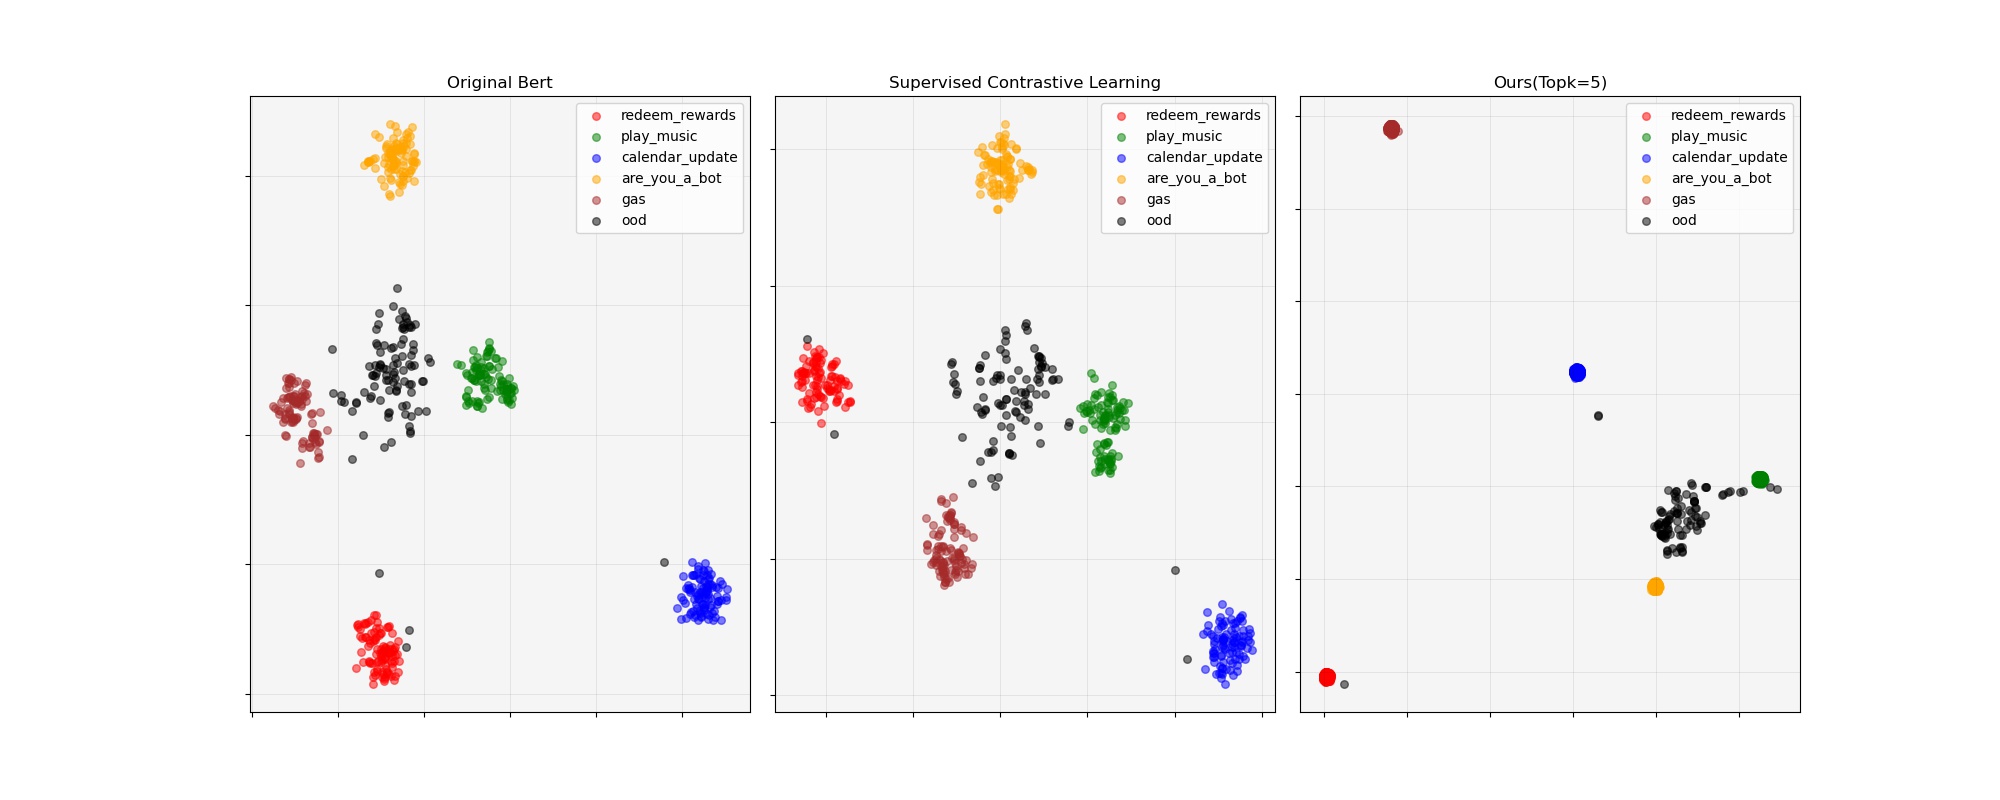 Original Bert
redeem_rewards
play_music
calendar_update
are_you_a_bot
gas
ood
Supervised Contrastive Learning
redeem_rewards
play_music
calendar_update
are_you_a_bot
gas
ood
Ours(Topk=5)
redeem_rewards
play_music
calendar_update
are_you_a_bot
gas
ood